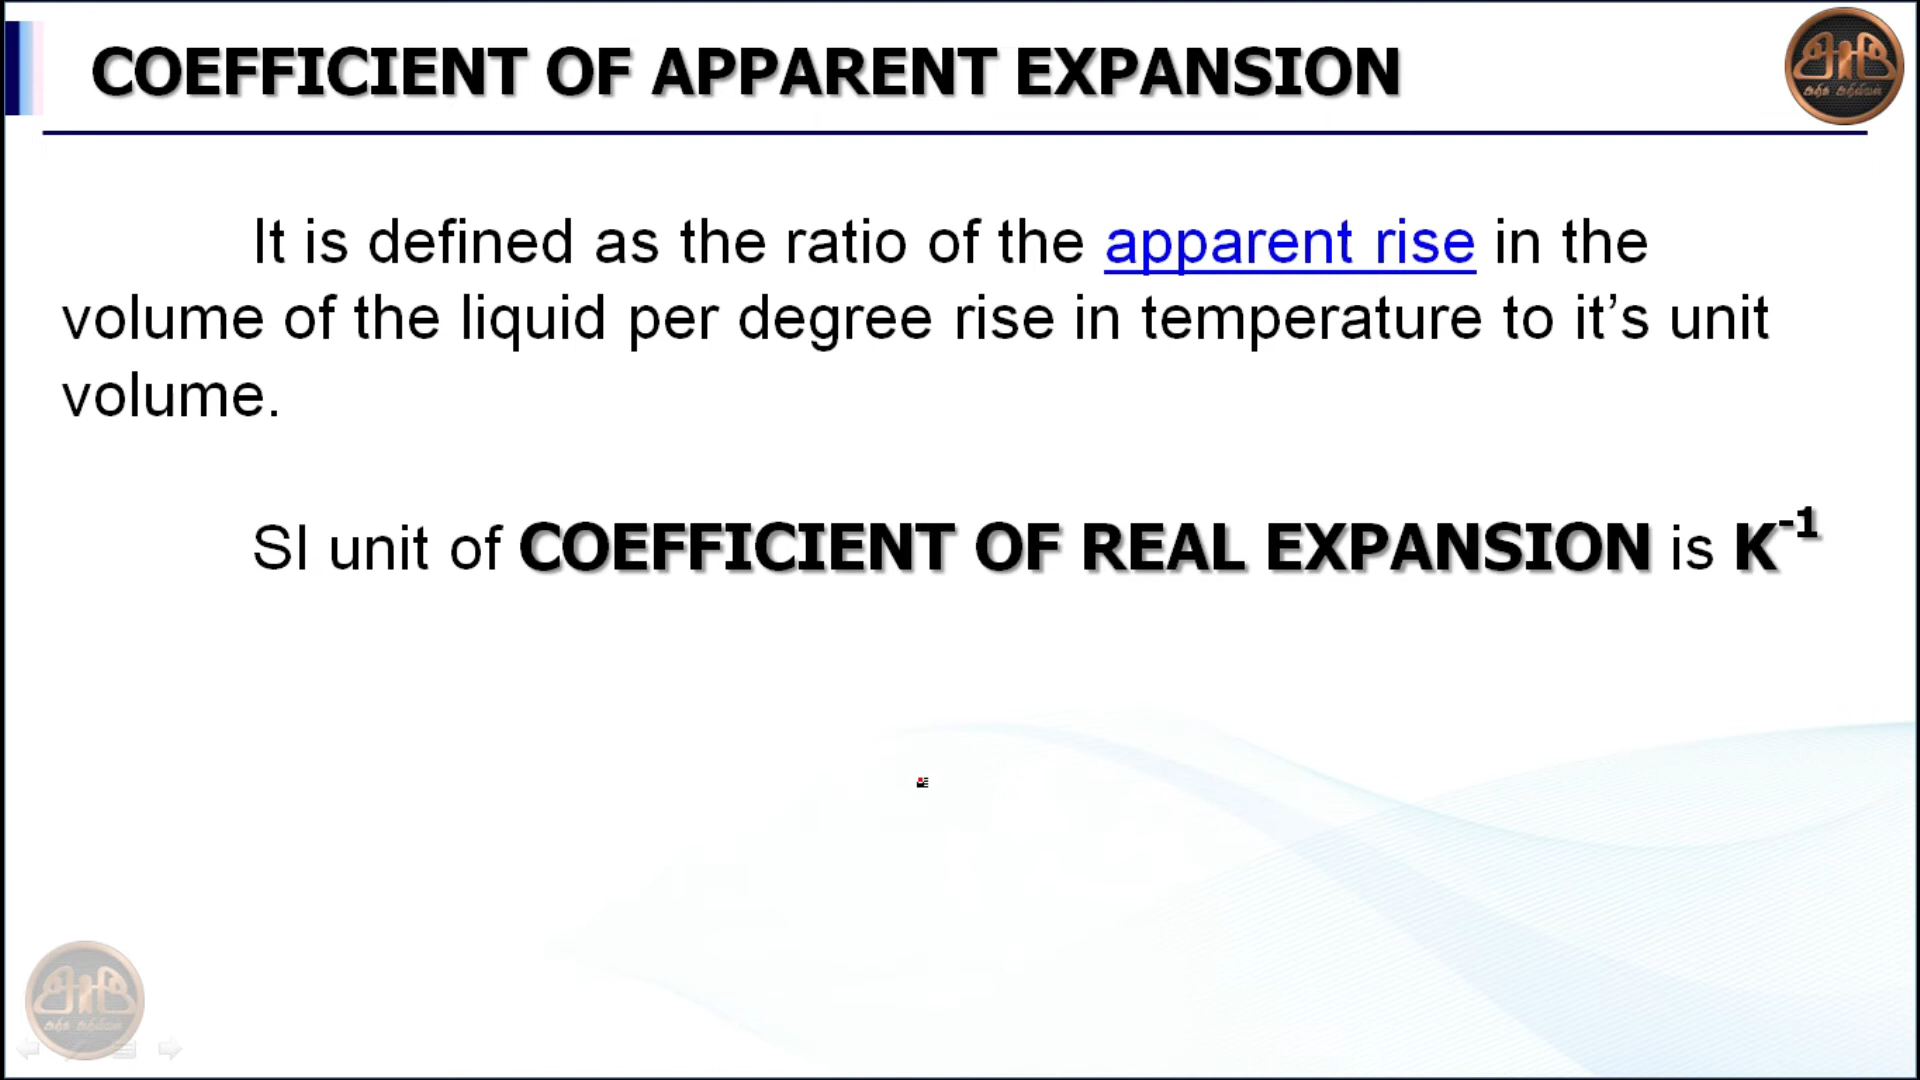 COEFFICIENT OF APPARENT EXPANSION
It is defined as the ratio of the apparent rise in the
volume of the liquid per degree rise in temperature to it’s unit
volume.
SI unit of COEFFICIENT OF REAL EXPANSION is K⁻¹